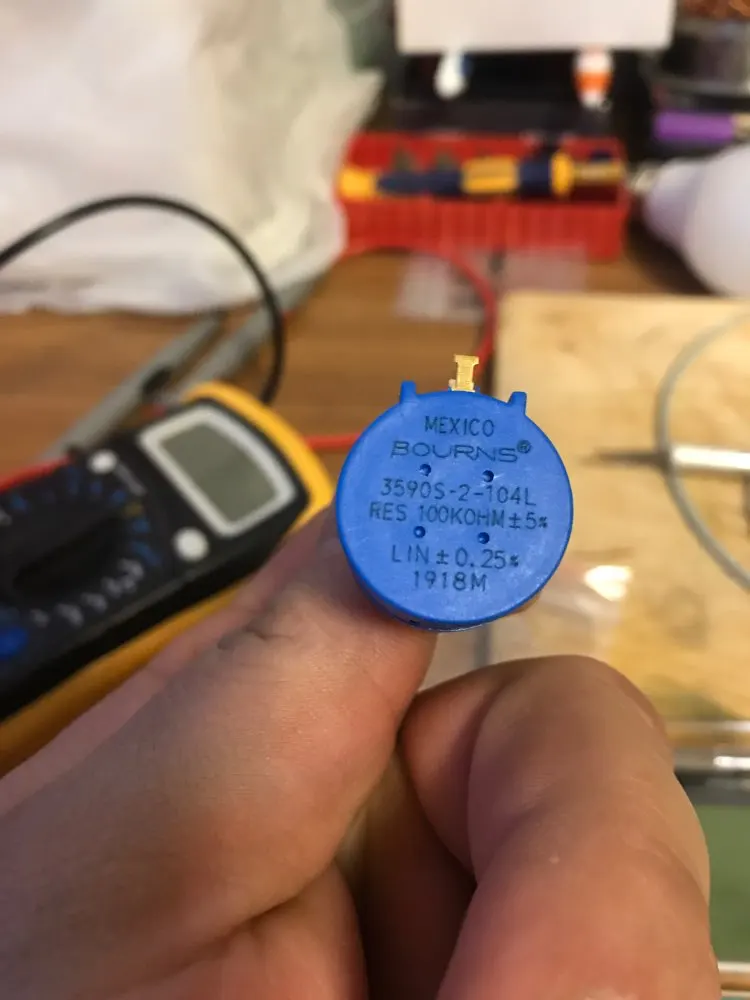 MEXICO
BOURNS®
3590S-2-104L
RES 100KOHM±5%
LIN±0.25%
1918M